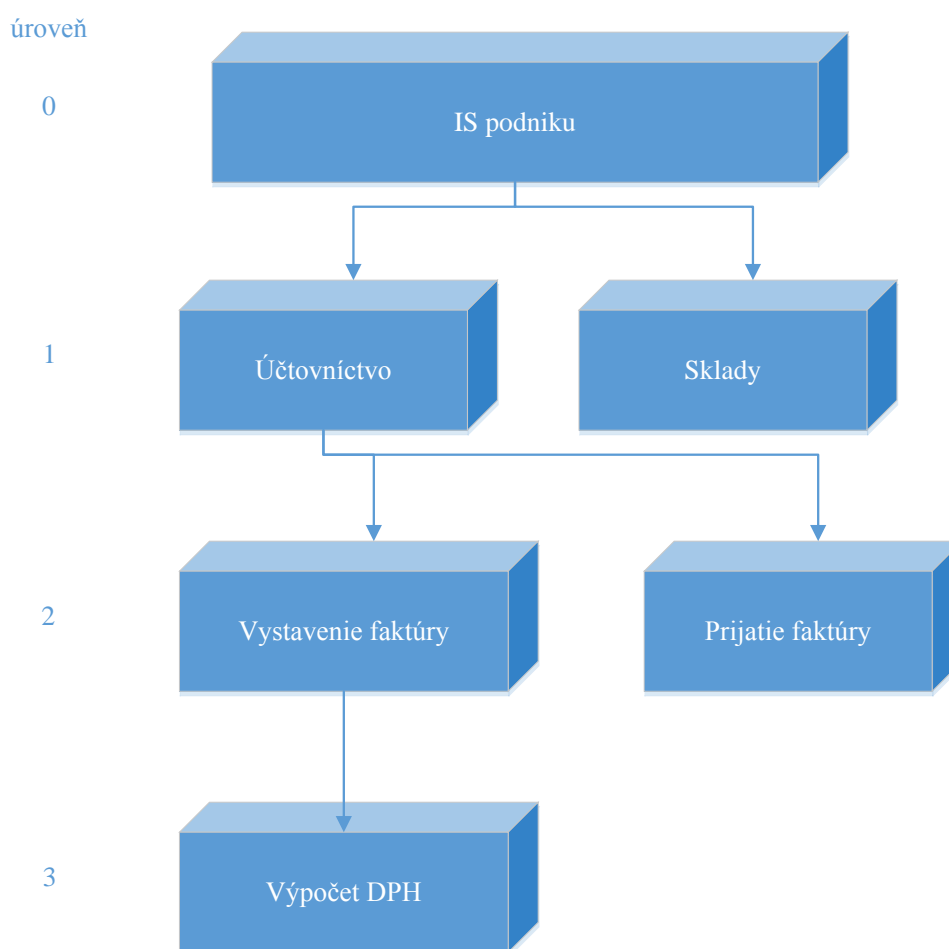 úroveň
0
IS podniku
1
Účtovníctvo
Sklady
2
Vystavenie faktúry
Prijatie faktúry
3
Výpočet DPH